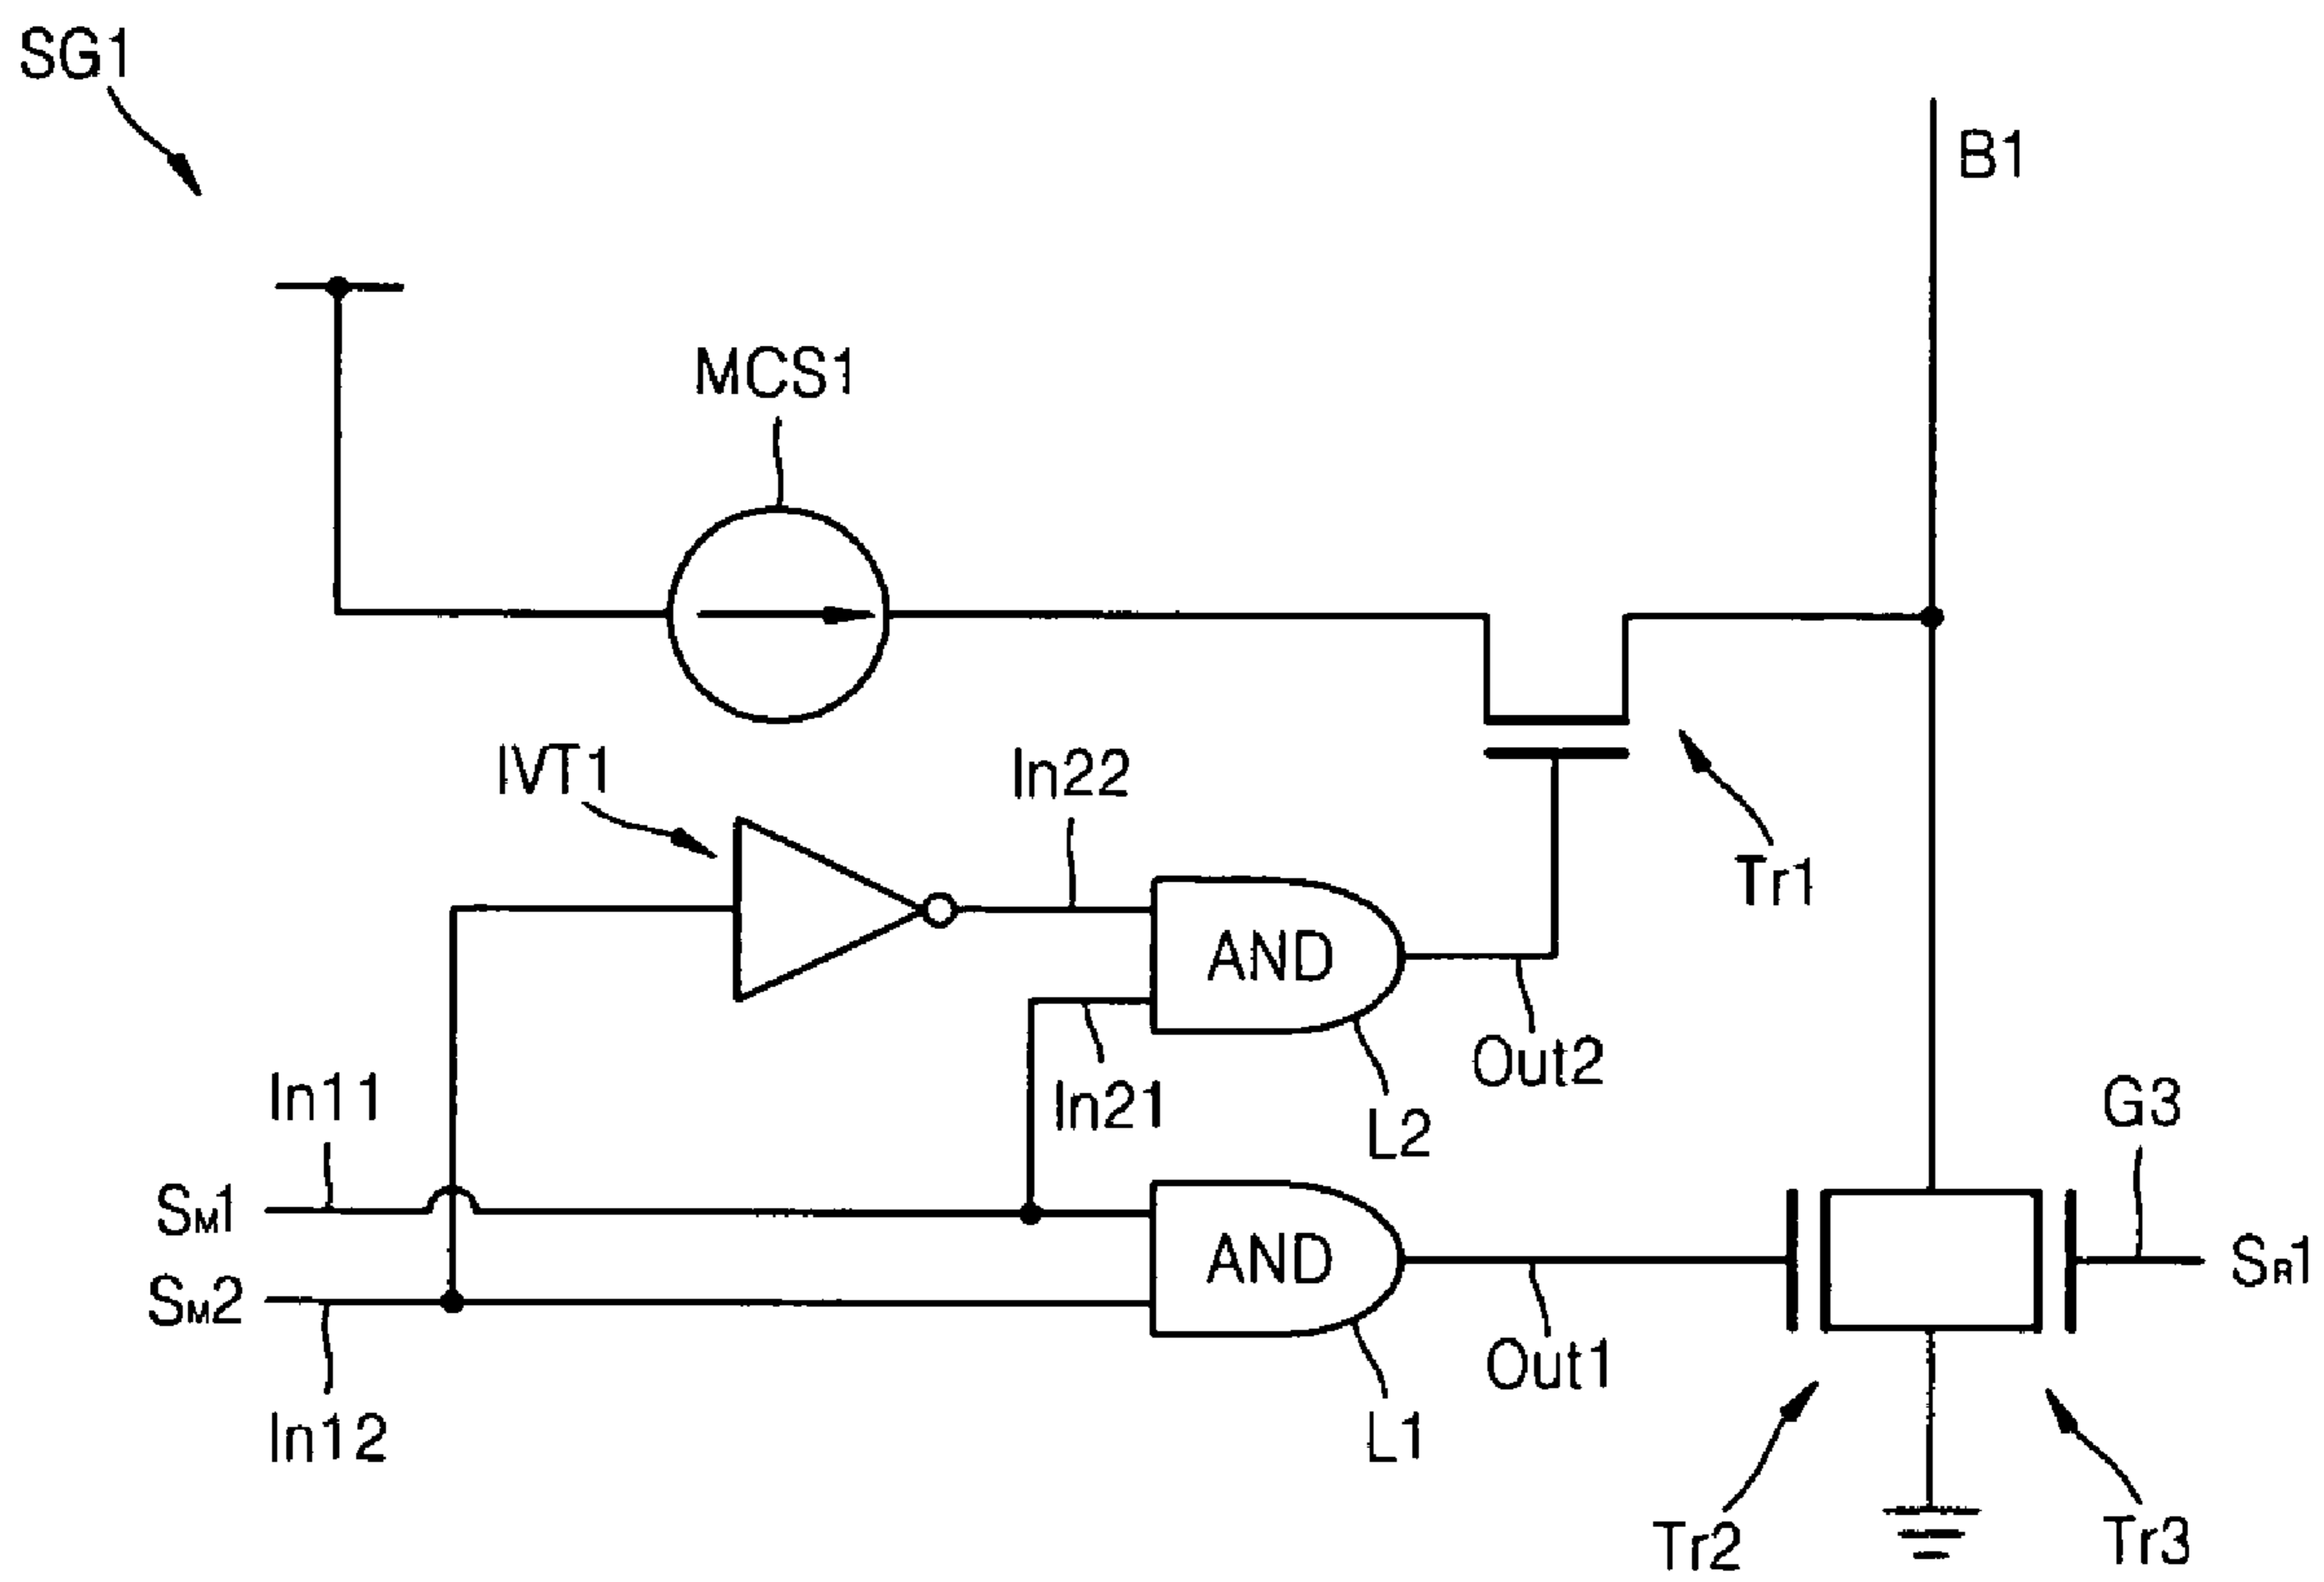 SG1
B1
MCS1
IVT1
In22
Tr1
AND
Out2
In11
In21
L2
G3
SM1
AND
SR1
SM2
Out1
In12
L1
Tr2
Tr3